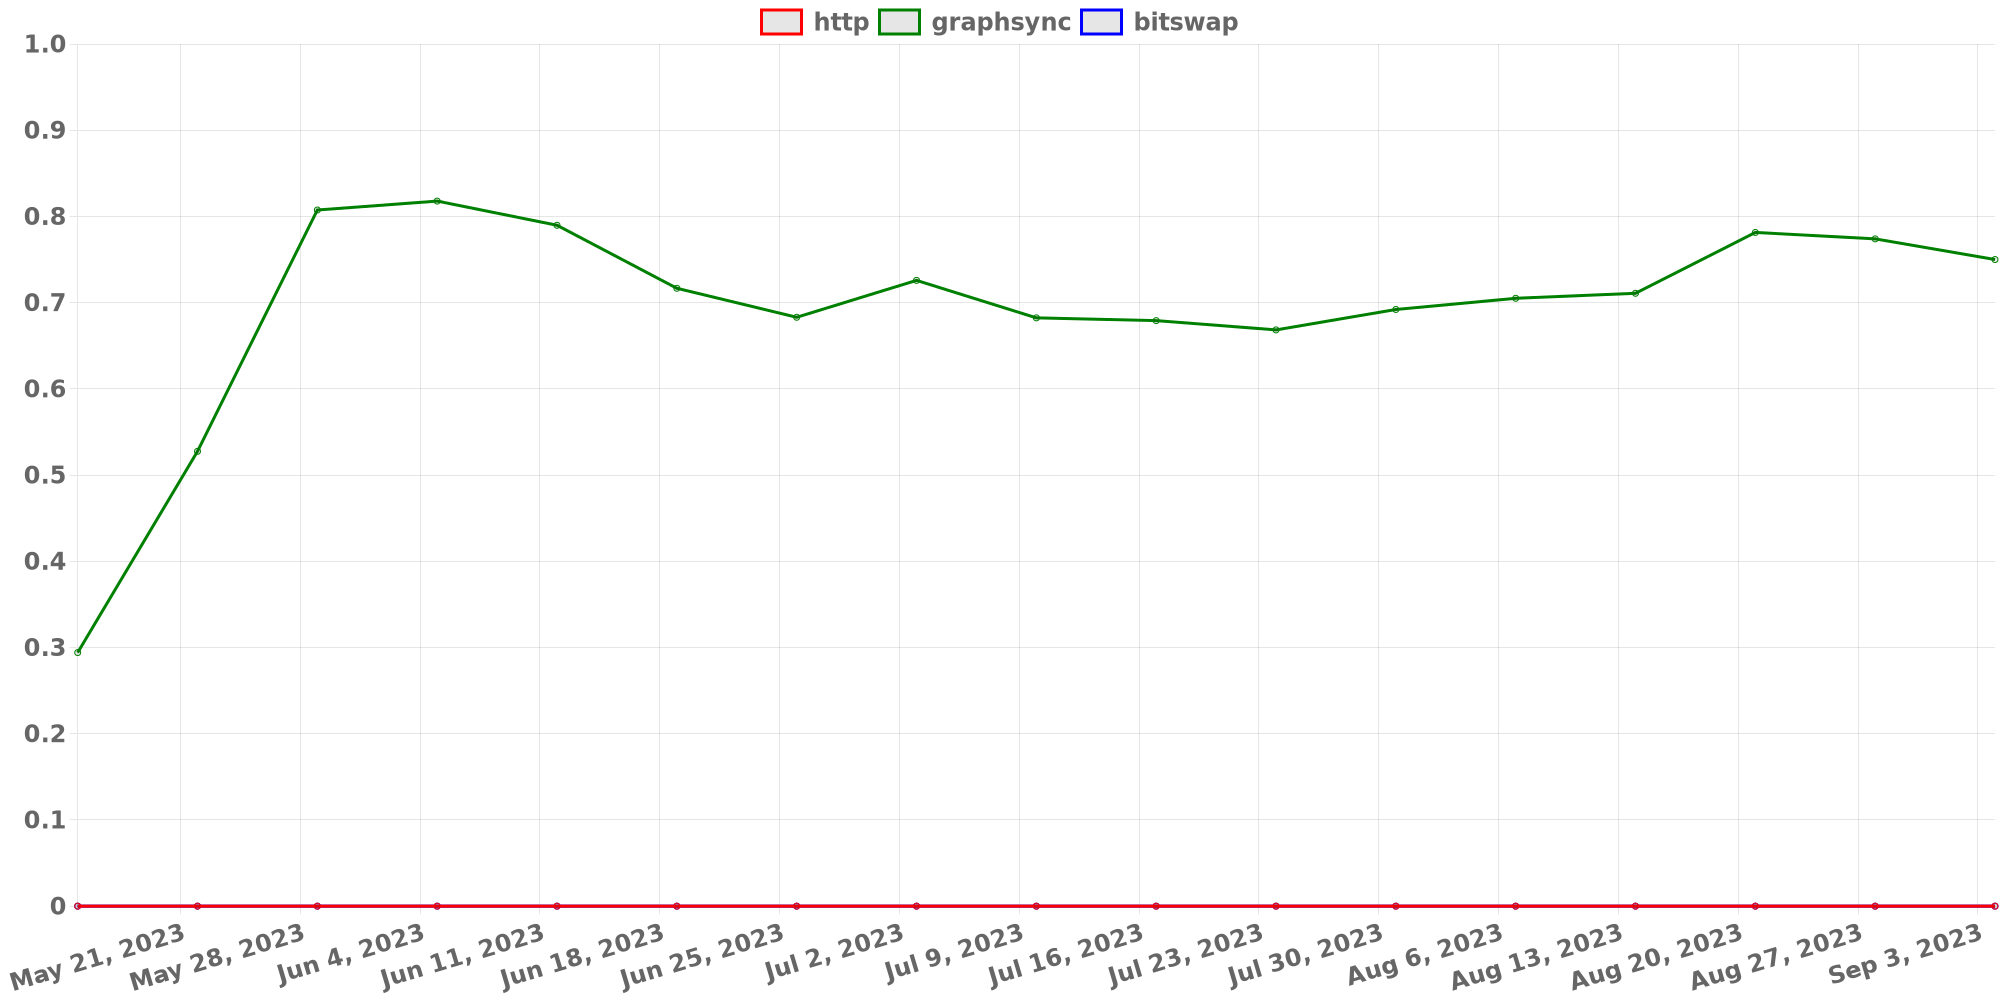 http graphsync bitswap
1.0
0.9
0.8
0.7
0.6
0.5
0.4
0.3
0.2
0.1
0
May 21, 2023
May 28, 2023
Jun 4, 2023
Jun 11, 2023
Jun 18, 2023
Jun 25, 2023
Jul 2, 2023
Jul 9, 2023
Jul 16, 2023
Jul 23, 2023
Jul 30, 2023
Aug 6, 2023
Aug 13, 2023
Aug 20, 2023
Aug 27, 2023
Sep 3, 2023